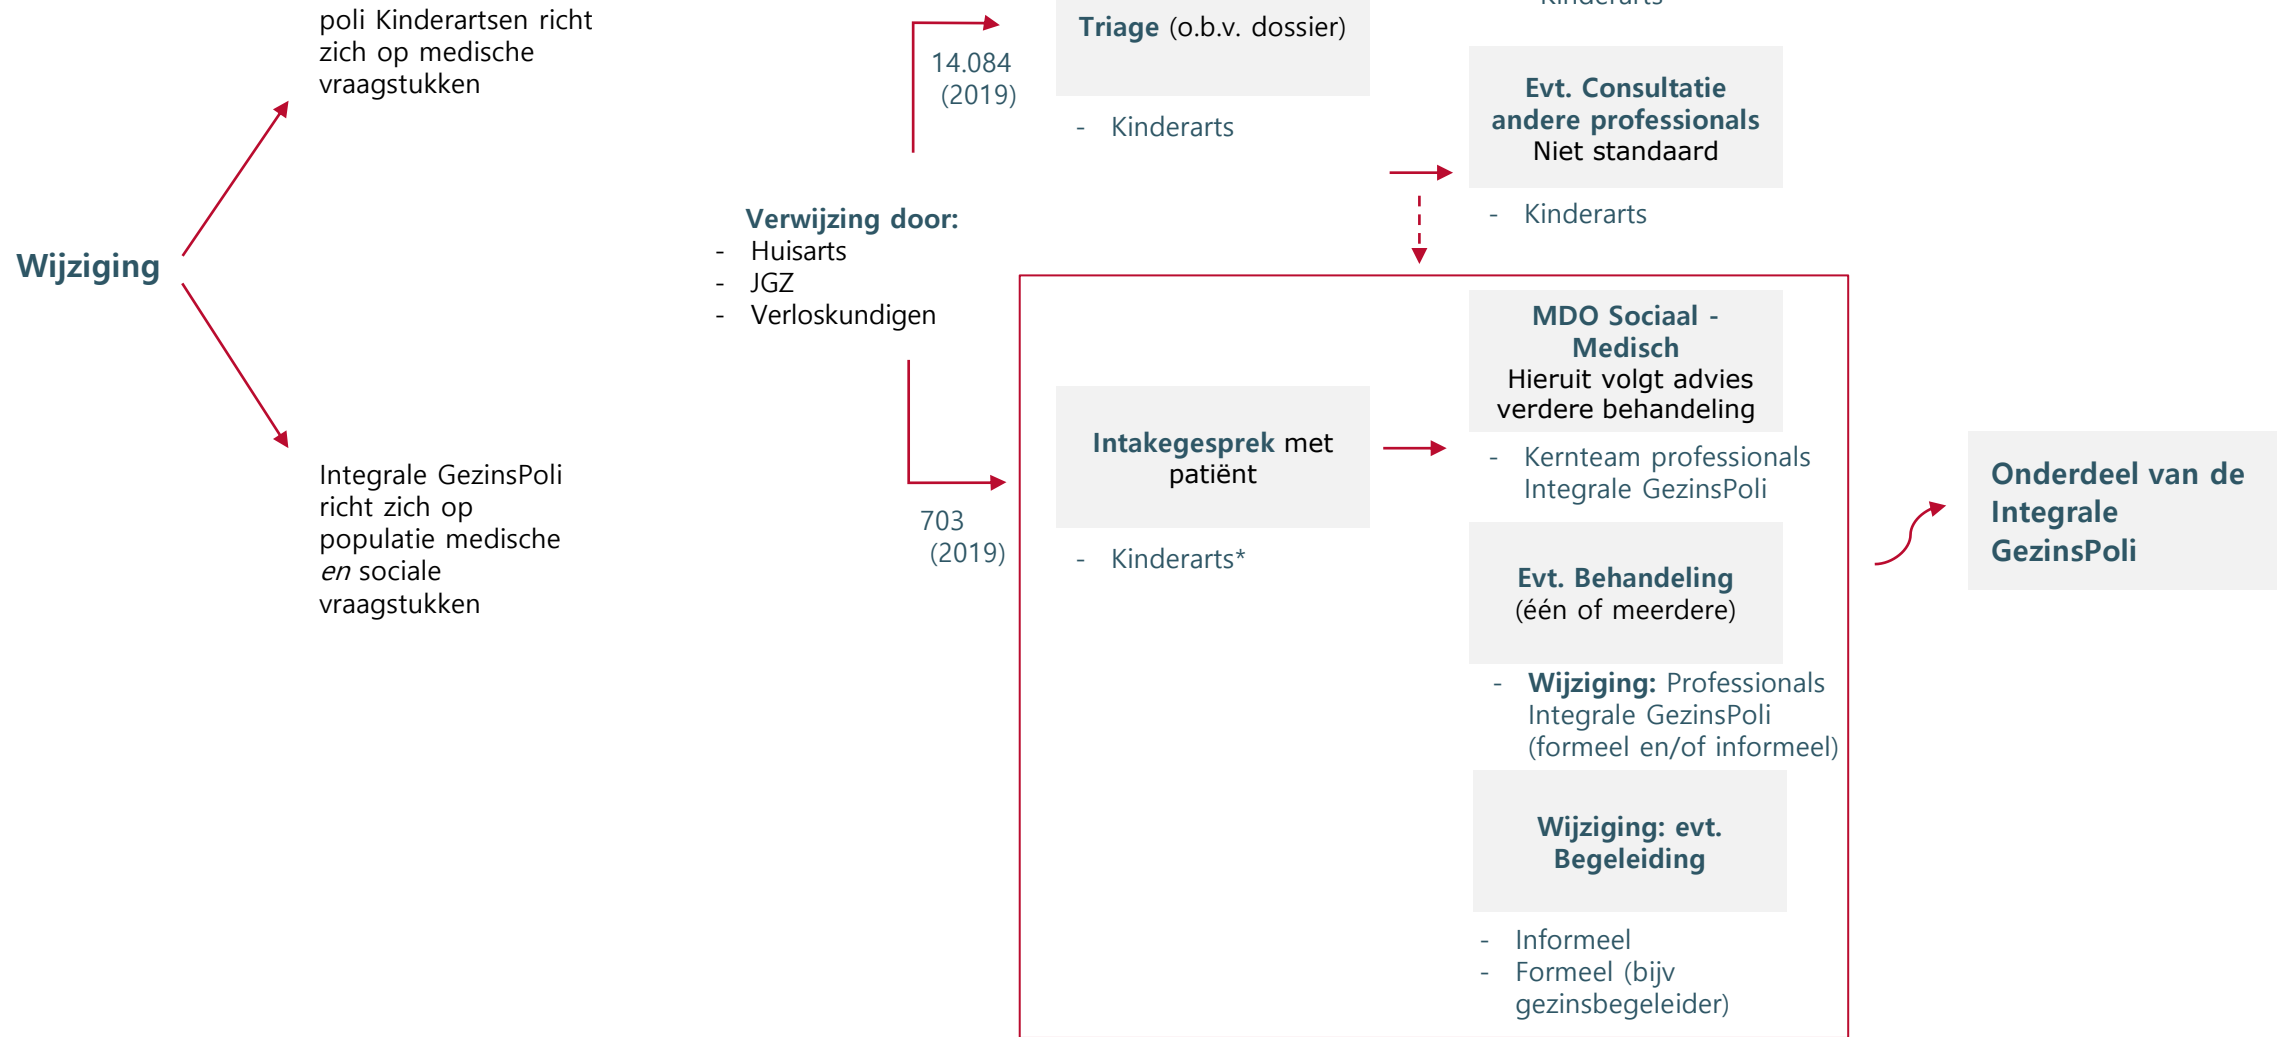 poli Kinderartsen richt
zich op medische
vraagstukken
Wijziging
Integrale GezinsPoli
richt zich op
populatie medische
en sociale
vraagstukken
Verwijzing door:
- Huisarts
- JGZ
- Verloskundigen
14.084
(2019)
703
(2019)
Triage (o.b.v. dossier)
- Kinderarts
Kinderarts
Evt. Consultatie
andere professionals
Niet standaard
- Kinderarts
Intakegesprek met
patiënt
- Kinderarts*
MDO Sociaal -
Medisch
Hieruit volgt advies
verdere behandeling
- Kernteam professionals
Integrale GezinsPoli
Evt. Behandeling
(één of meerdere)
- Wijziging: Professionals
Integrale GezinsPoli
(formeel en/of informeel)
Wijziging: evt.
Begeleiding
- Informeel
- Formeel (bijv
gezinsbegeleider)
Onderdeel van de
Integrale
GezinsPoli